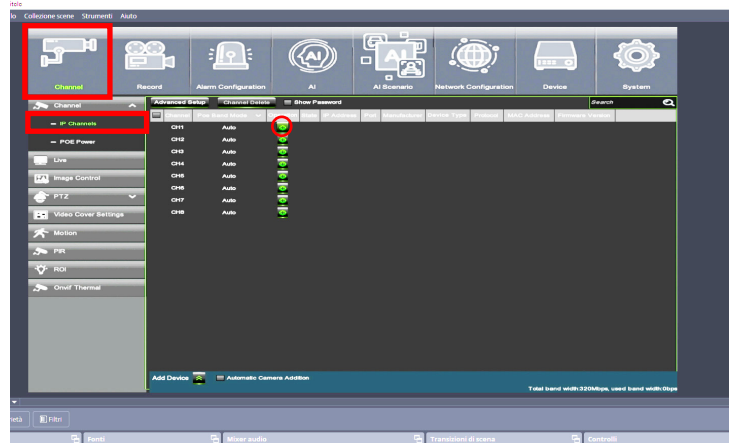 Collezione scene Strumenti Aiuto
Channel Record Alarm Configuration AI AI Scenario Network Configuration Device System
Channel
IP Channels
POE Power
Live
Image Control
PTZ
Video Cover Settings
Motion
PIR
ROI
Onvif Thermal
Advanced Setup Channel Delete Show Password Search
Channel Poe Band Mode State IP Address Port Manufacturer Device Type Protocol MAC Address Firmware Version
CH1 Auto
CH2 Auto
CH3 Auto
CH4 Auto
CH5 Auto
CH6 Auto
CH7 Auto
CH8 Auto
Add Device Automatic Camera Addition
Total band width:320Mbps, used band width:0bps
Filtri
Fonti Mixer audio Transizioni di scena Controlli